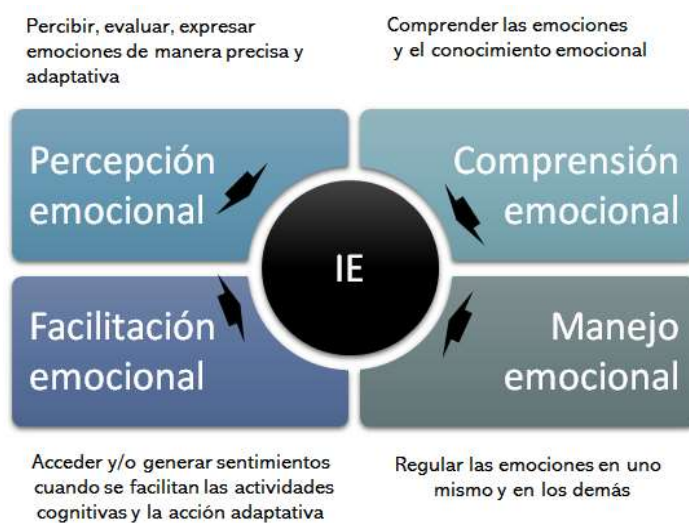 Percibir, evaluar, expresar
emociones de manera precisa y
adaptativa
Comprender las emociones
y el conocimiento emocional
Percepción
emocional
Comprensión
emocional
IE
Facilitación
emocional
Manejo
emocional
Acceder y/o generar sentimientos
cuando se facilitan las actividades
cognitivas y la acción adaptativa
Regular las emociones en uno
mismo y en los demás